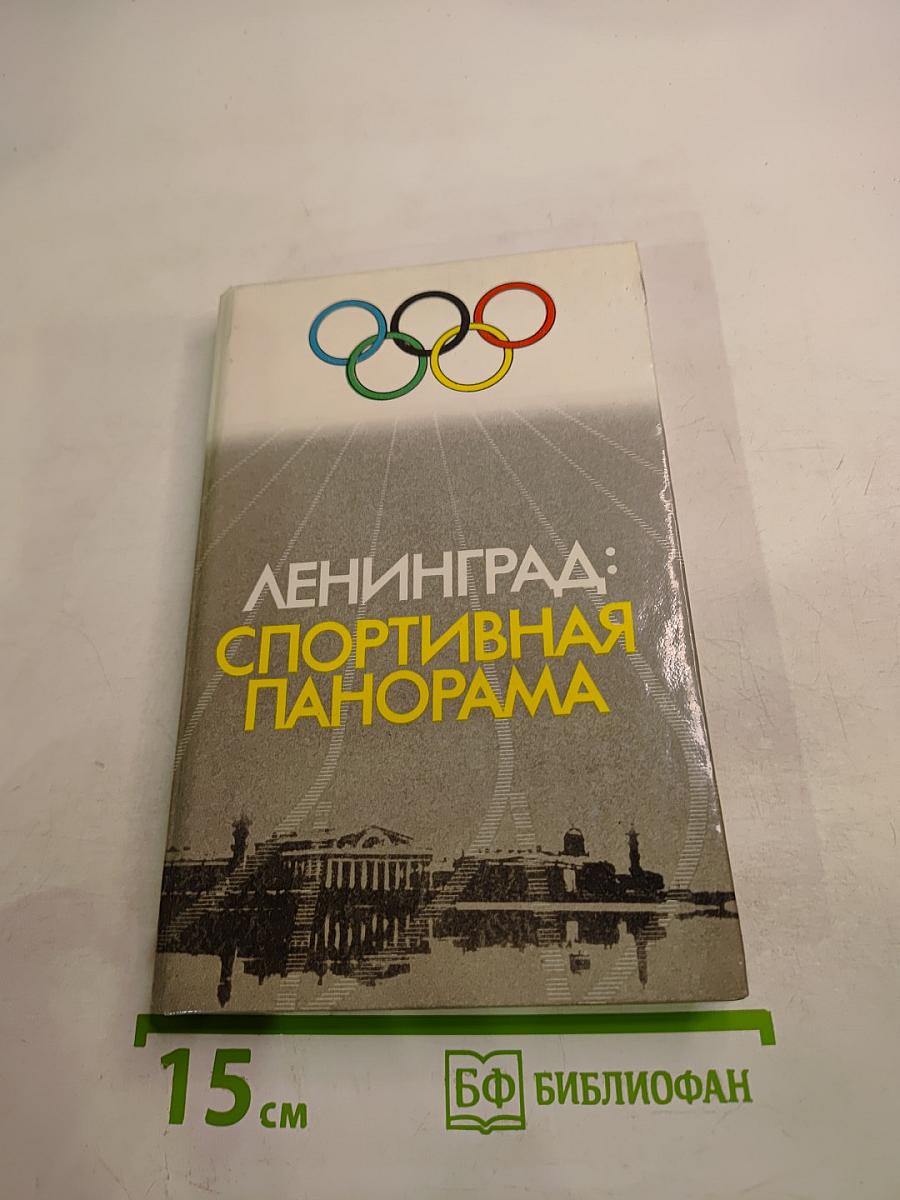 ЛЕНИНГРАД:
СПОРТИВНАЯ
ПАНОРАМА
15 см
БФ БИБЛИОФАН